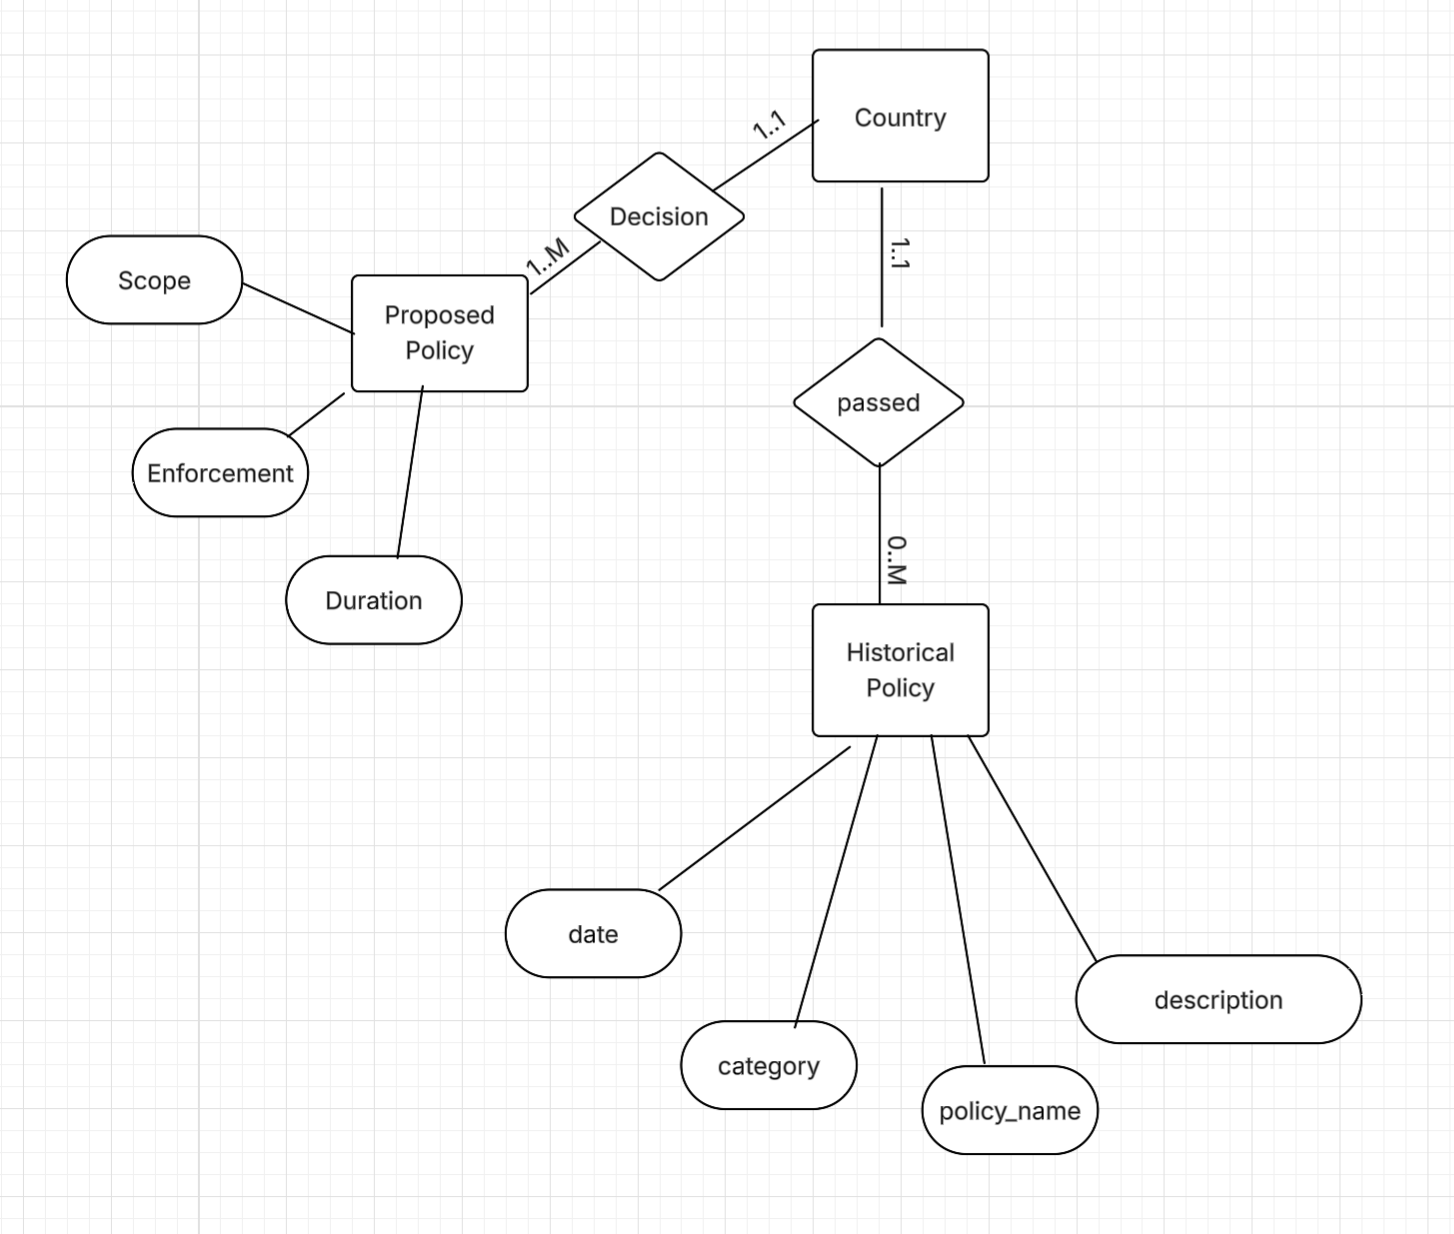 Country
1..1
Decision
1..M
1..1
Scope
Proposed
Policy
passed
Enforcement
0..M
Duration
Historical
Policy
date
description
category
policy_name